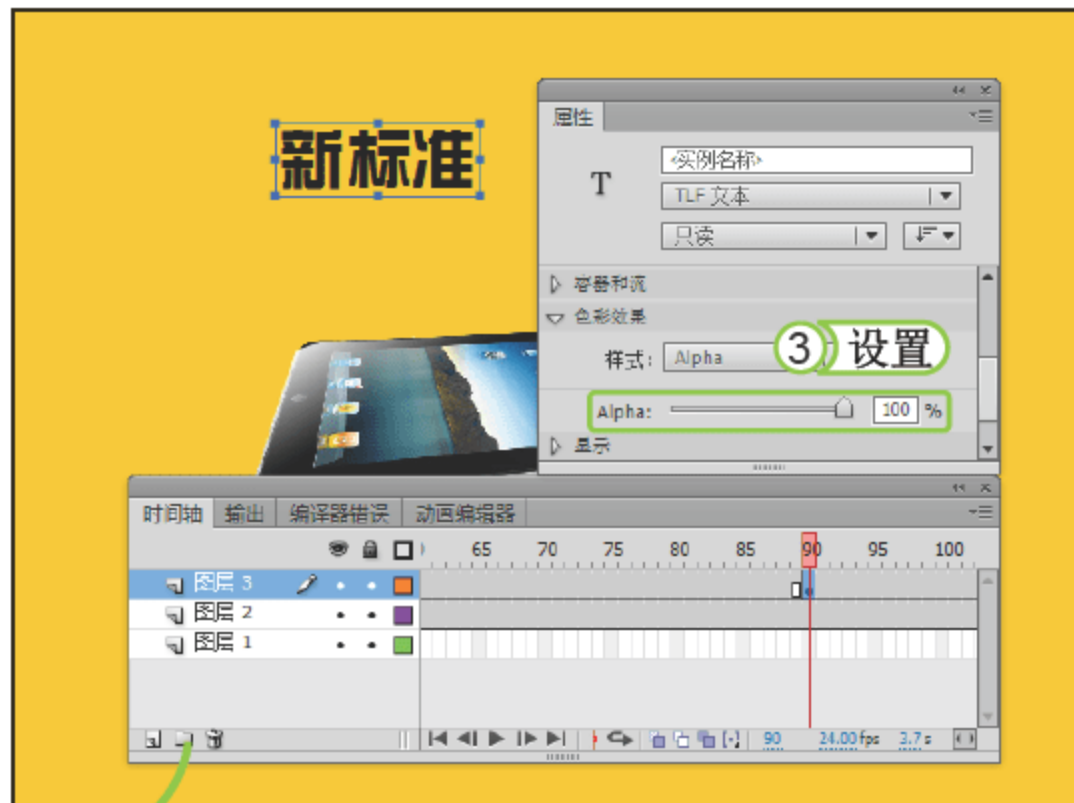 新标准
属性
T
<实例名称>
TLF 文本
只读
容器和流
色彩效果
样式: Alpha
3 设置
Alpha: 100 %
显示
时间轴 输出 编译器错误 动画编辑器
65 70 75 80 85 90 95 100
图层 3
图层 2
图层 1
90 24.00 fps 3.7 s